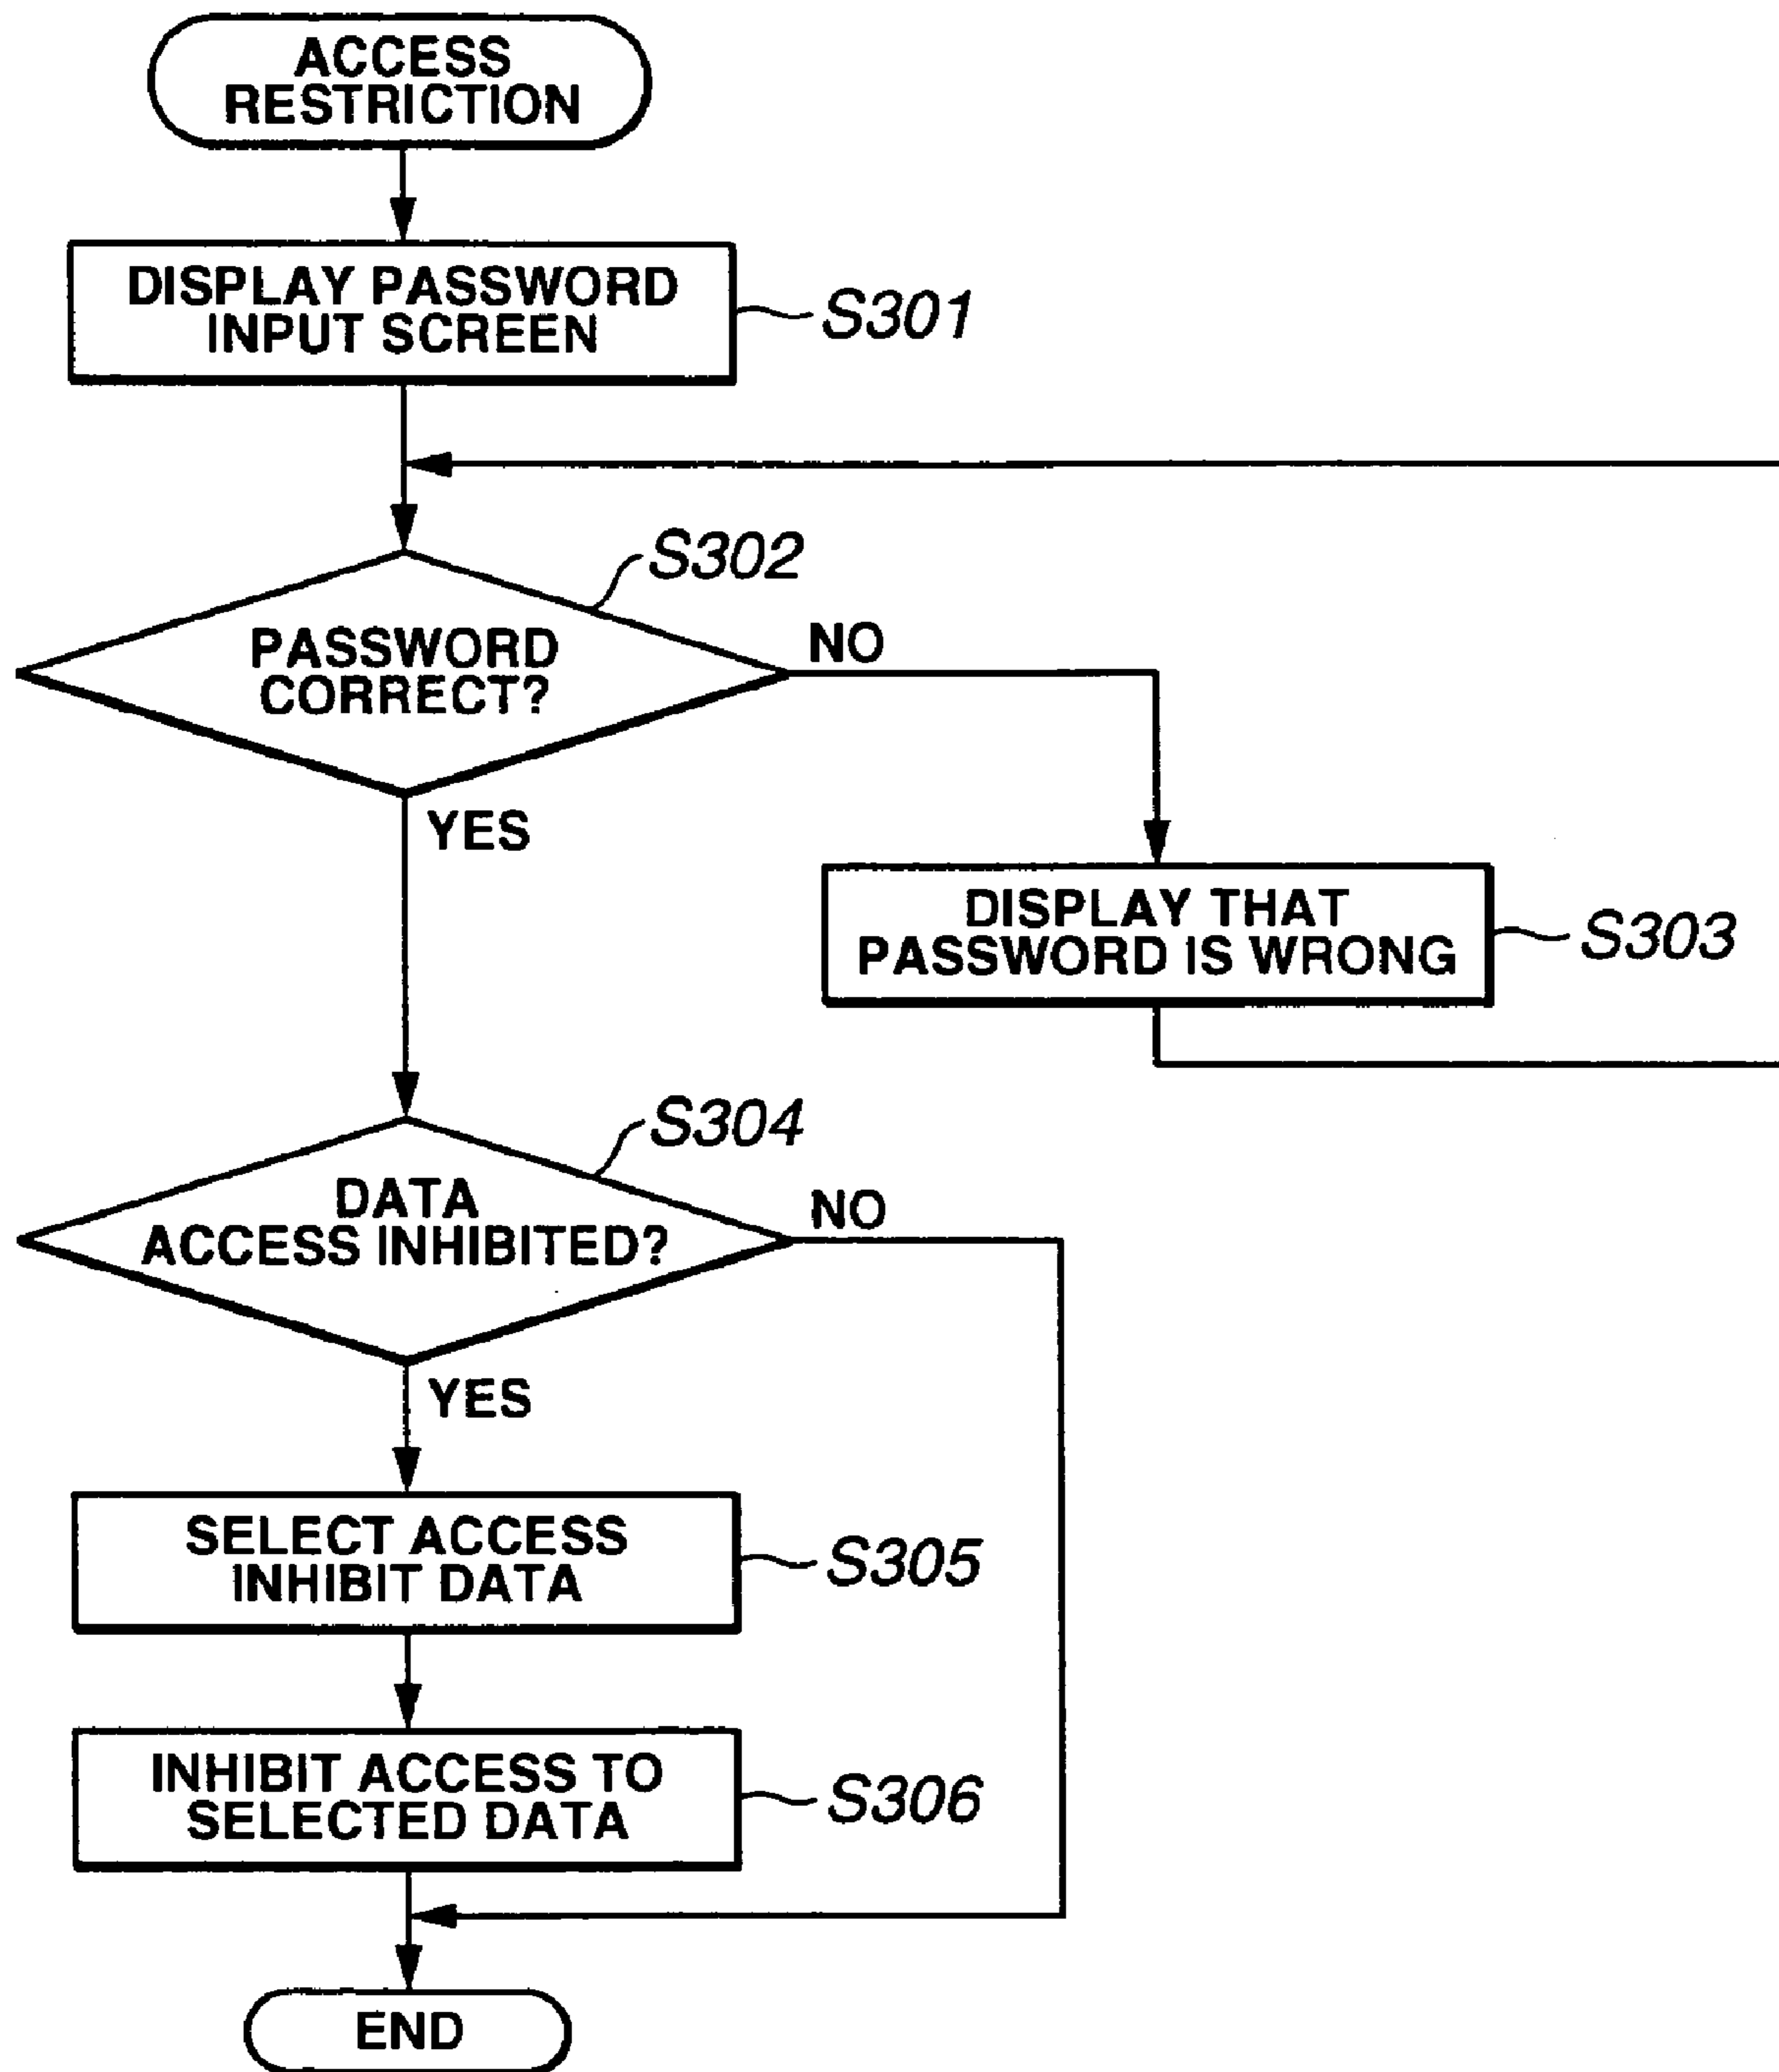 ACCESS
RESTRICTION
DISPLAY PASSWORD
INPUT SCREEN
S301
S302
PASSWORD
CORRECT?
NO
YES
DISPLAY THAT
PASSWORD IS WRONG
S303
S304
DATA
ACCESS INHIBITED?
NO
YES
SELECT ACCESS
INHIBIT DATA
S305
INHIBIT ACCESS TO
SELECTED DATA
S306
END